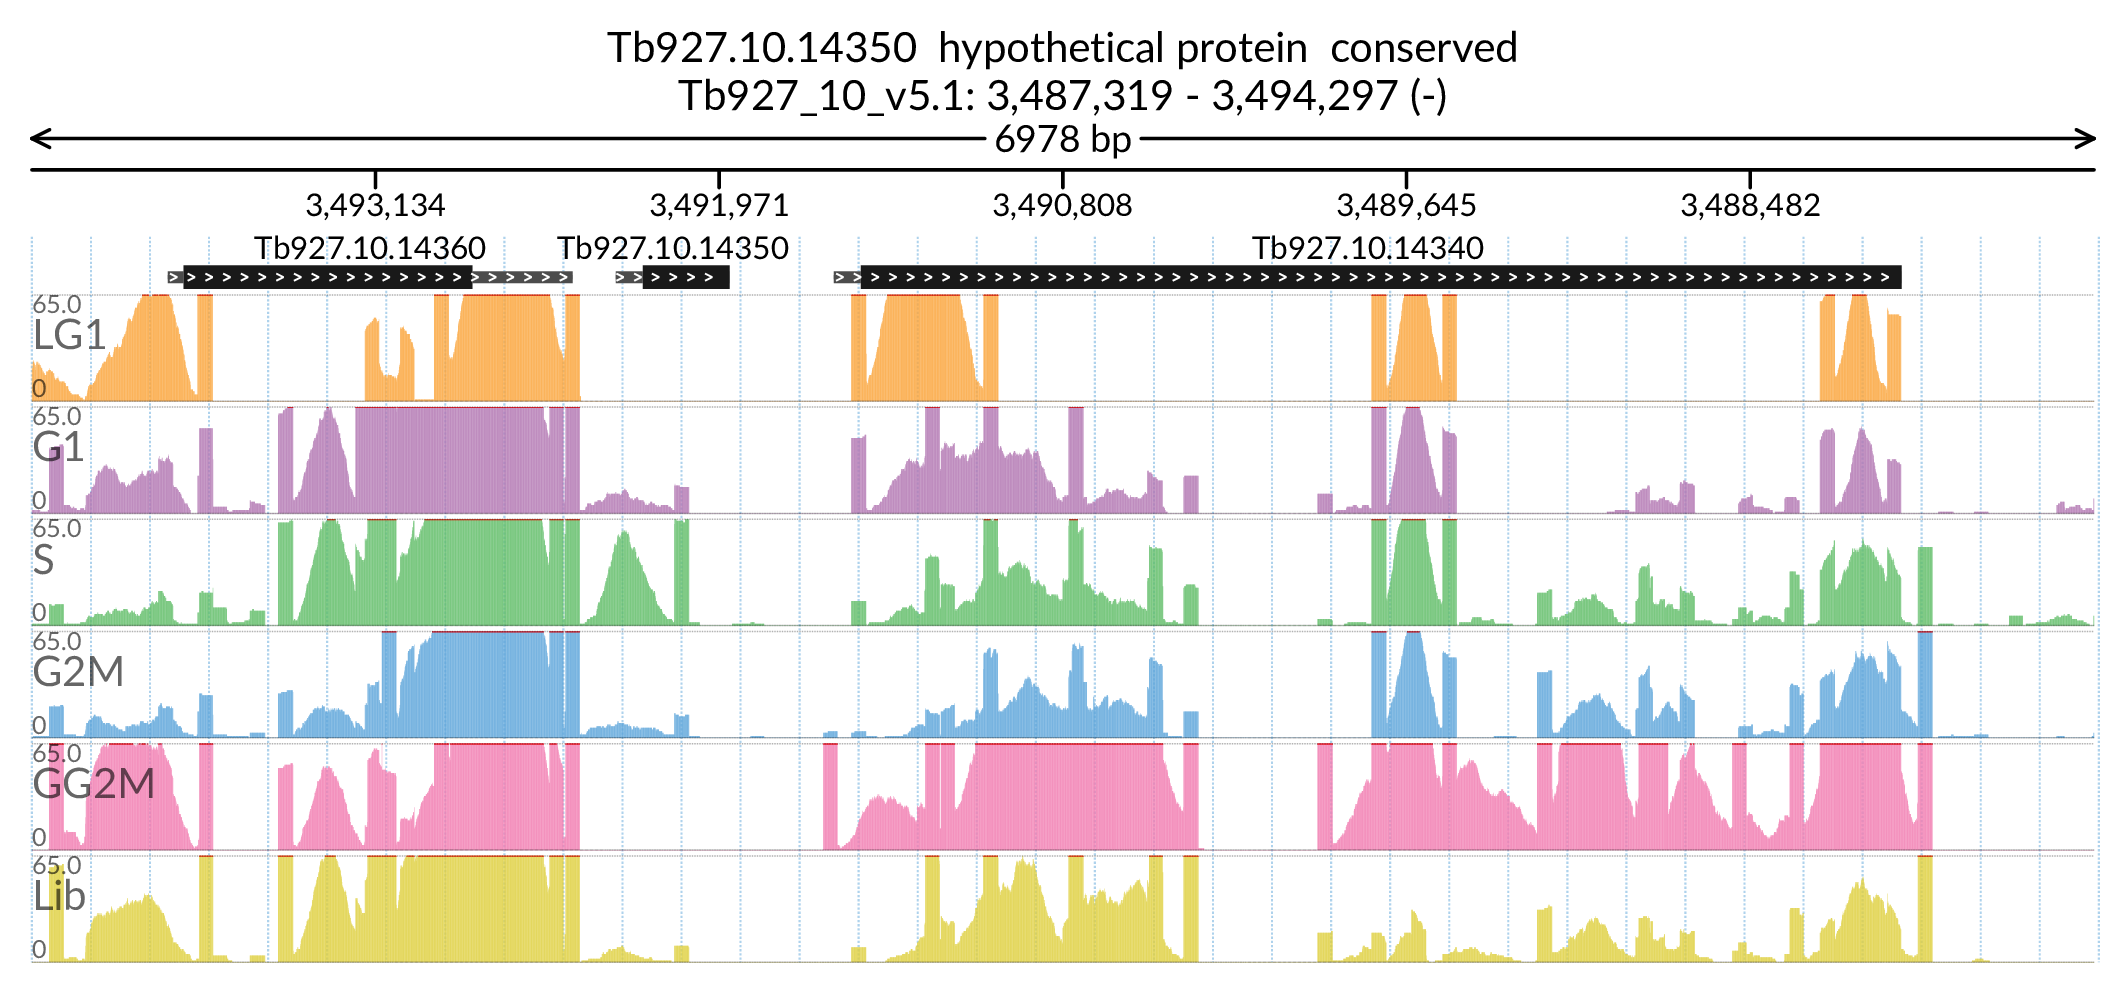 Tb927.10.14350  hypothetical protein  conserved
Tb927_10_v5.1: 3,487,319 - 3,494,297 (-)
6978 bp
3,493,134 3,491,971 3,490,808 3,489,645 3,488,482
Tb927.10.14360 Tb927.10.14350 Tb927.10.14340
65.0
LG1
0
65.0
G1
0
65.0
S
0
65.0
G2M
0
65.0
GG2M
0
65.0
Lib
0